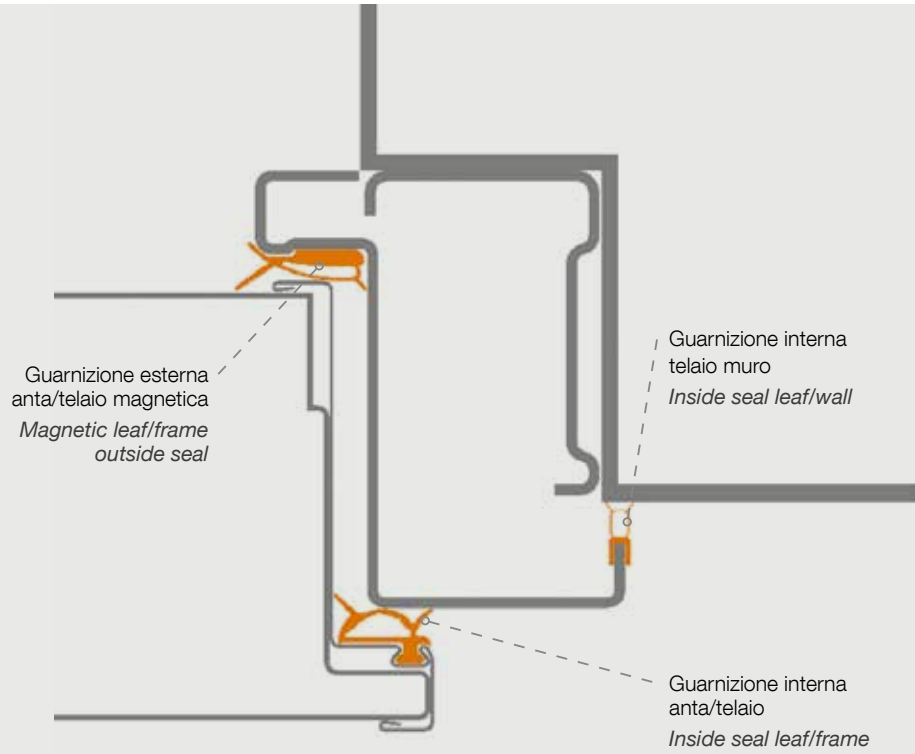 Guarnizione esterna
anta/telaio magnetica
Magnetic leaf/frame
outside seal
Guarnizione interna
telaio muro
Inside seal leaf/wall
Guarnizione interna
anta/telaio
Inside seal leaf/frame